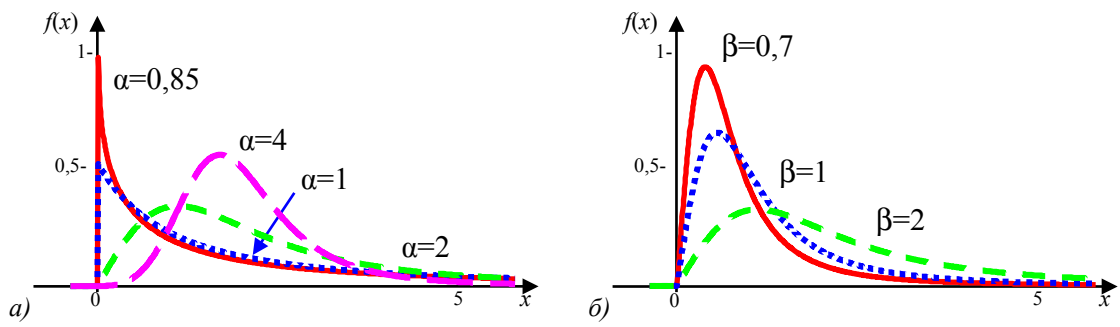 f(x)
1-
α=0,85
α=4
0,5-
α=1
α=2
0
5
x
а)
f(x)
1-
β=0,7
0,5-
β=1
β=2
0
5
x
б)